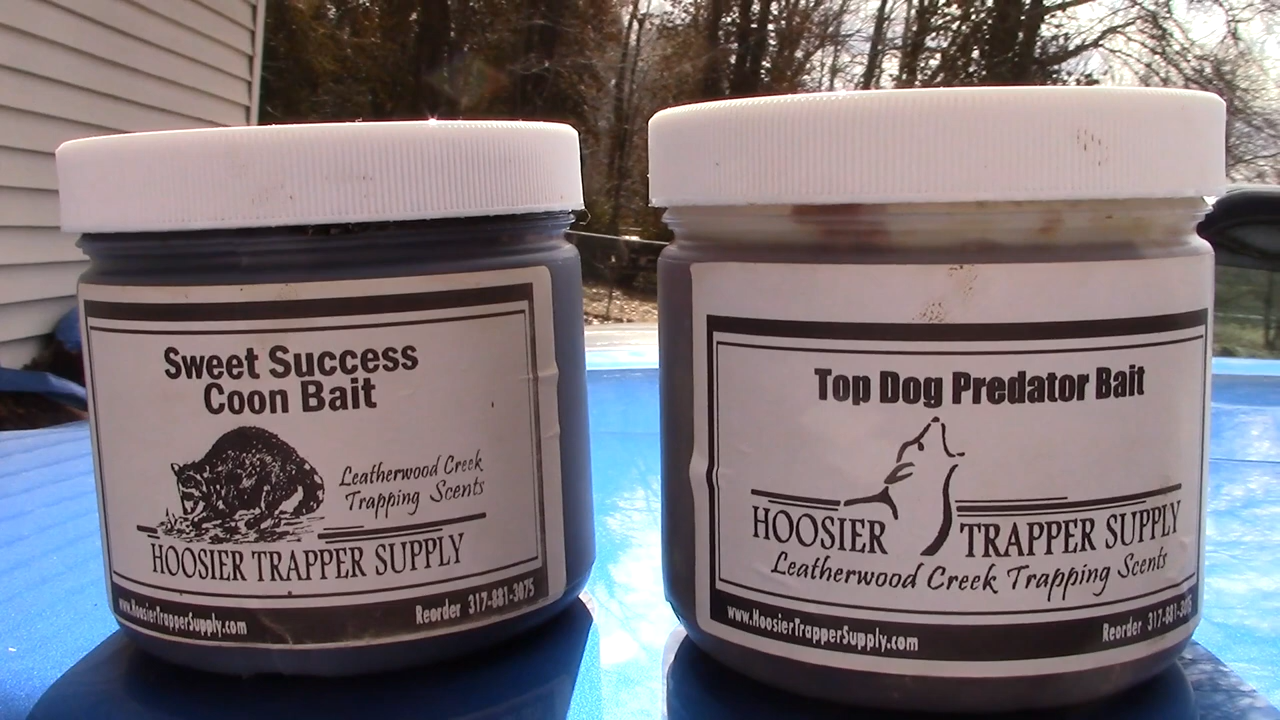 Sweet Success
Coon Bait
Leatherwood Creek
Trapping Scents
HOOSIER TRAPPER SUPPLY
www.HoosierTrapperSupply.com
Reorder 317-881-3075
Top Dog Predator Bait
HOOSIER TRAPPER SUPPLY
Leatherwood Creek Trapping Scents
www.HoosierTrapperSupply.com
Reorder 317-881-3075